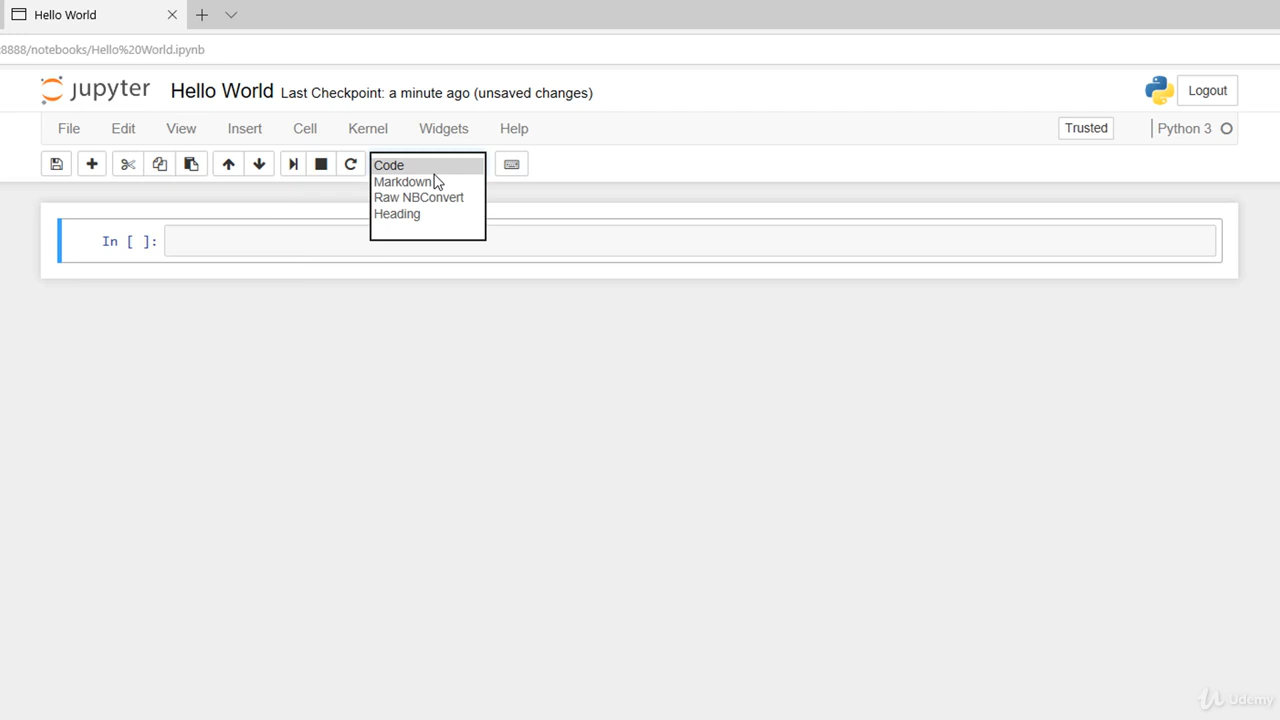 Hello World
:8888/notebooks/Hello%20World.ipynb
jupyter Hello World Last Checkpoint: a minute ago (unsaved changes) Logout
File Edit View Insert Cell Kernel Widgets Help Trusted Python 3
Code
Markdown
Raw NBConvert
Heading
In [ ]:
Udemy